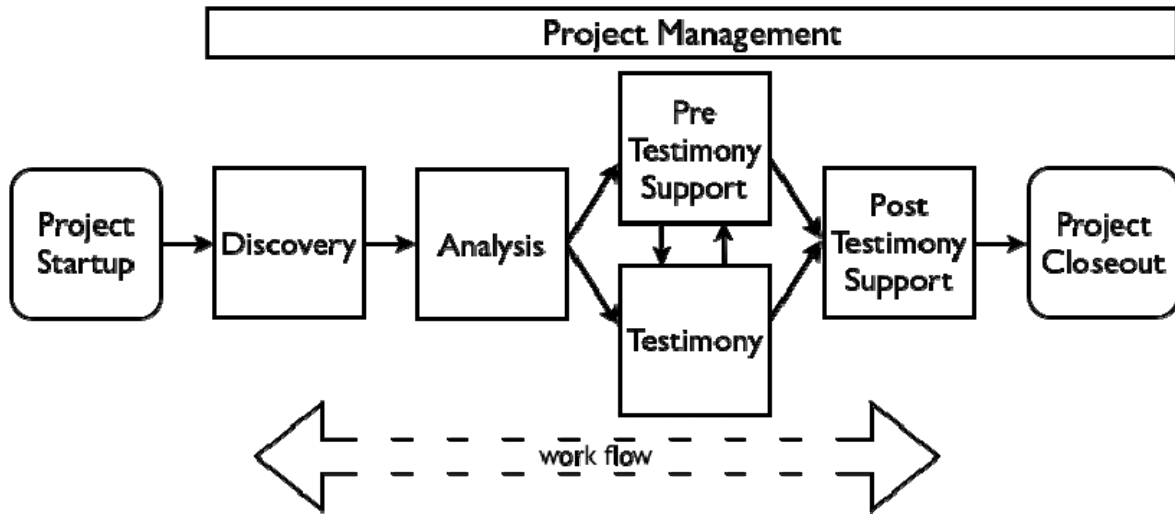 Project Management
Pre
Testimony
Support
Project
Startup
Discovery
Analysis
Testimony
Post
Testimony
Support
Project
Closeout
work flow